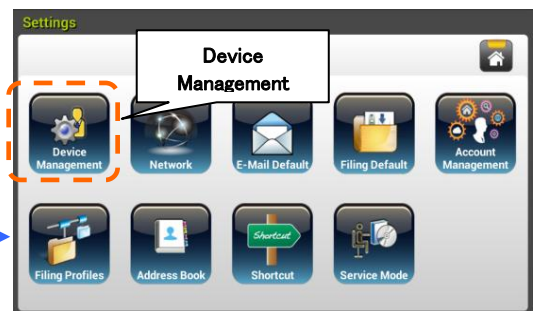 Settings
Device
Management
Device
Management
Network
E-Mail Default
Filing Default
Account
Management
Filing Profiles
Address Book
Shortcut
Shortcut
Service Mode